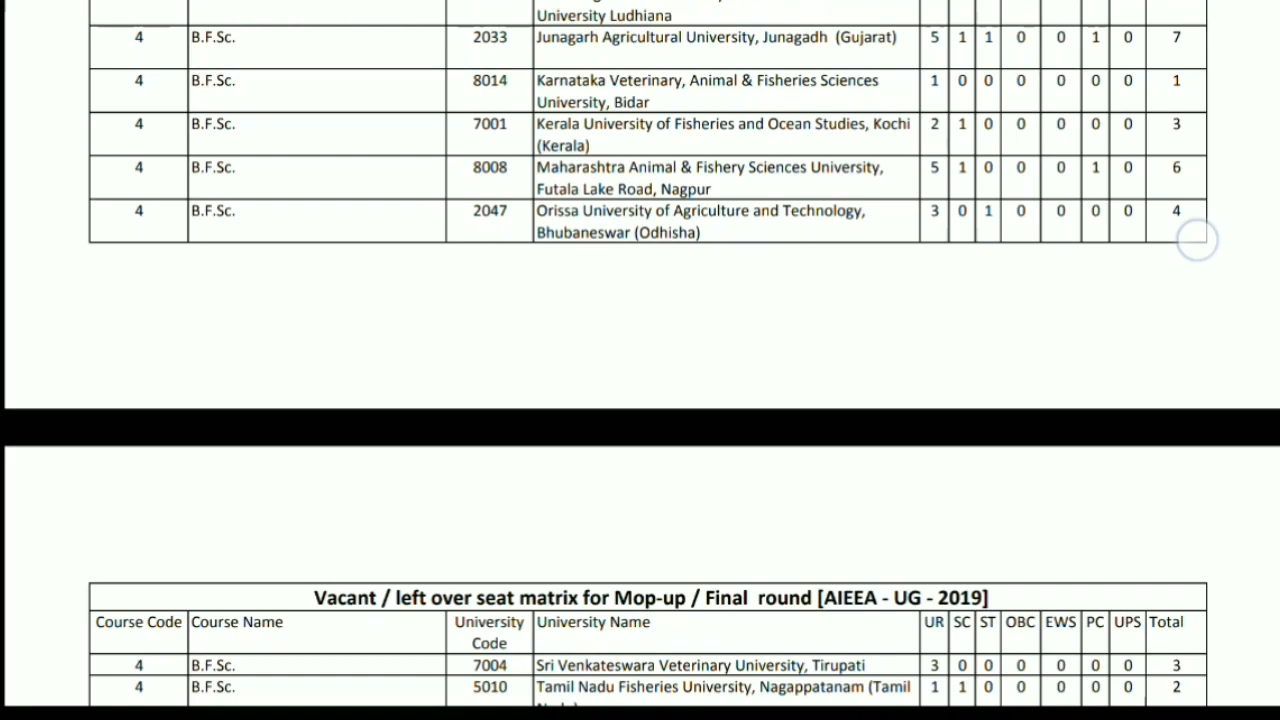 University Ludhiana
4 B.F.Sc. 2033 Junagarh Agricultural University, Junagadh (Gujarat) 5 1 1 0 0 1 0 7
4 B.F.Sc. 8014 Karnataka Veterinary, Animal & Fisheries Sciences 1 0 0 0 0 0 0 1
University, Bidar
4 B.F.Sc. 7001 Kerala University of Fisheries and Ocean Studies, Kochi 2 1 0 0 0 0 0 3
(Kerala)
4 B.F.Sc. 8008 Maharashtra Animal & Fishery Sciences University, 5 1 0 0 0 1 0 6
Futala Lake Road, Nagpur
4 B.F.Sc. 2047 Orissa University of Agriculture and Technology, 3 0 1 0 0 0 0 4
Bhubaneswar (Odhisha)
Vacant / left over seat matrix for Mop-up / Final round [AIEEA - UG - 2019]
Course Code Course Name University University Name UR SC ST OBC EWS PC UPS Total
Code
4 B.F.Sc. 7004 Sri Venkateswara Veterinary University, Tirupati 3 0 0 0 0 0 0 3
4 B.F.Sc. 5010 Tamil Nadu Fisheries University, Nagappatanam (Tamil 1 1 0 0 0 0 0 2